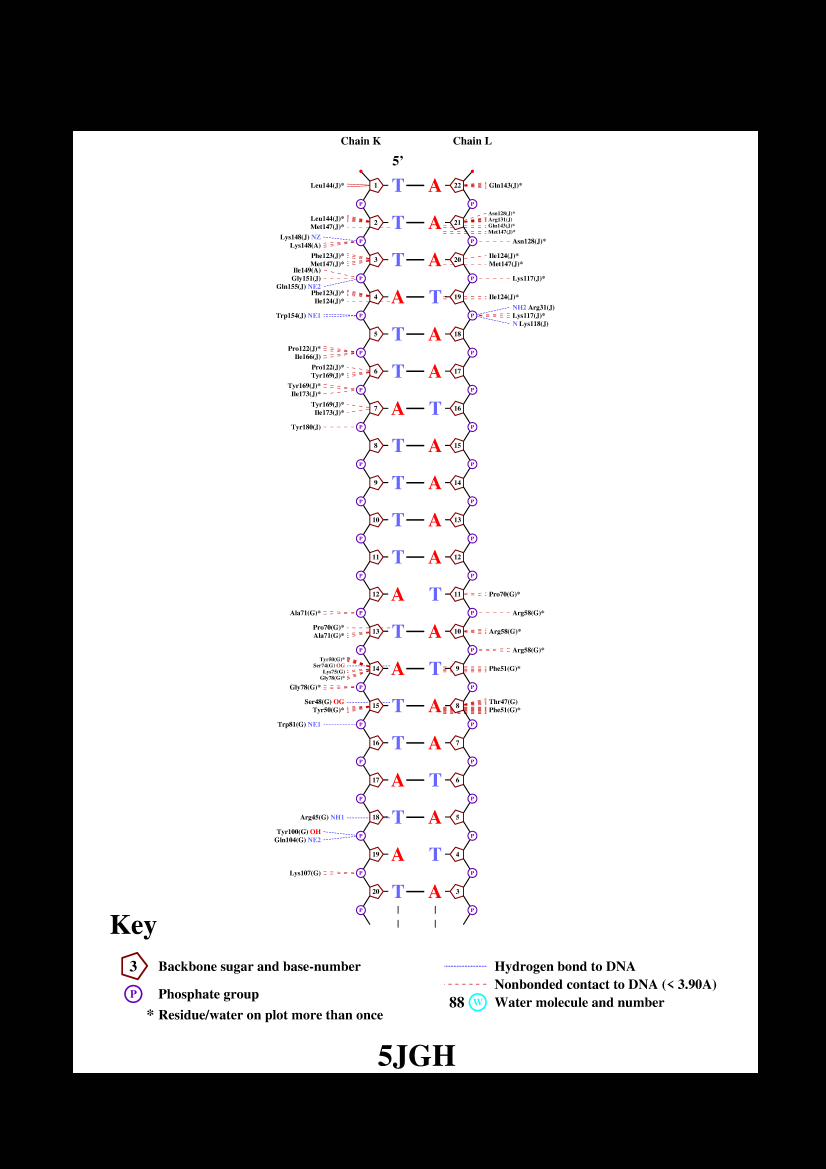 Chain K Chain L
5'
Leu144(J)* 1 T A 22 Gln143(J)*
P P
Asn128(J)*
Leu144(J)* 2 T A 21 Arg131(J)
Met147(J)* Gln143(J)*
Met147(J)*
Lys148(J) NZ P P Asn128(J)*
Lys148(A)
Phe123(J)* 3 T A 20 Ile124(J)*
Met147(J)* Met147(J)*
Ile149(A)
Gly151(J) P P Lys117(J)*
Gln155(J) NE2
Phe123(J)* 4 A T 19 Ile124(J)*
Ile124(J)*
NH2 Arg31(J)
Trp154(J) NE1 P P Lys117(J)*
N Lys118(J)
5 T A 18
Pro122(J)* P P
Ile166(J)
Pro122(J)* 6 T A 17
Tyr169(J)*
Tyr169(J)* P P
Ile173(J)*
Tyr169(J)* 7 A T 16
Ile173(J)*
Tyr180(J) P P
8 T A 15
P P
9 T A 14
P P
10 T A 13
P P
11 T A 12
P P
12 A T 11 Pro70(G)*
Ala71(G)* P P Arg58(G)*
Pro70(G)* 13 T A 10 Arg58(G)*
Ala71(G)*
P P Arg58(G)*
Tyr50(G)*
Ser74(G) OG 14 A T 9 Phe51(G)*
Lys75(G)
Gly78(G)*
Gly78(G)* P P
Ser48(G) OG 15 T A 8 Thr47(G)
Tyr50(G)* Phe51(G)*
Trp81(G) NE1 P P
16 T A 7
P P
17 A T 6
P P
Arg45(G) NH1 18 T A 5
Tyr100(G) OH P P
Gln104(G) NE2
19 A T 4
Lys107(G) P P
20 T A 3
P P
Key
3 Backbone sugar and base-number
P Phosphate group
* Residue/water on plot more than once
Hydrogen bond to DNA
Nonbonded contact to DNA (< 3.90A)
88 W Water molecule and number
5JGH